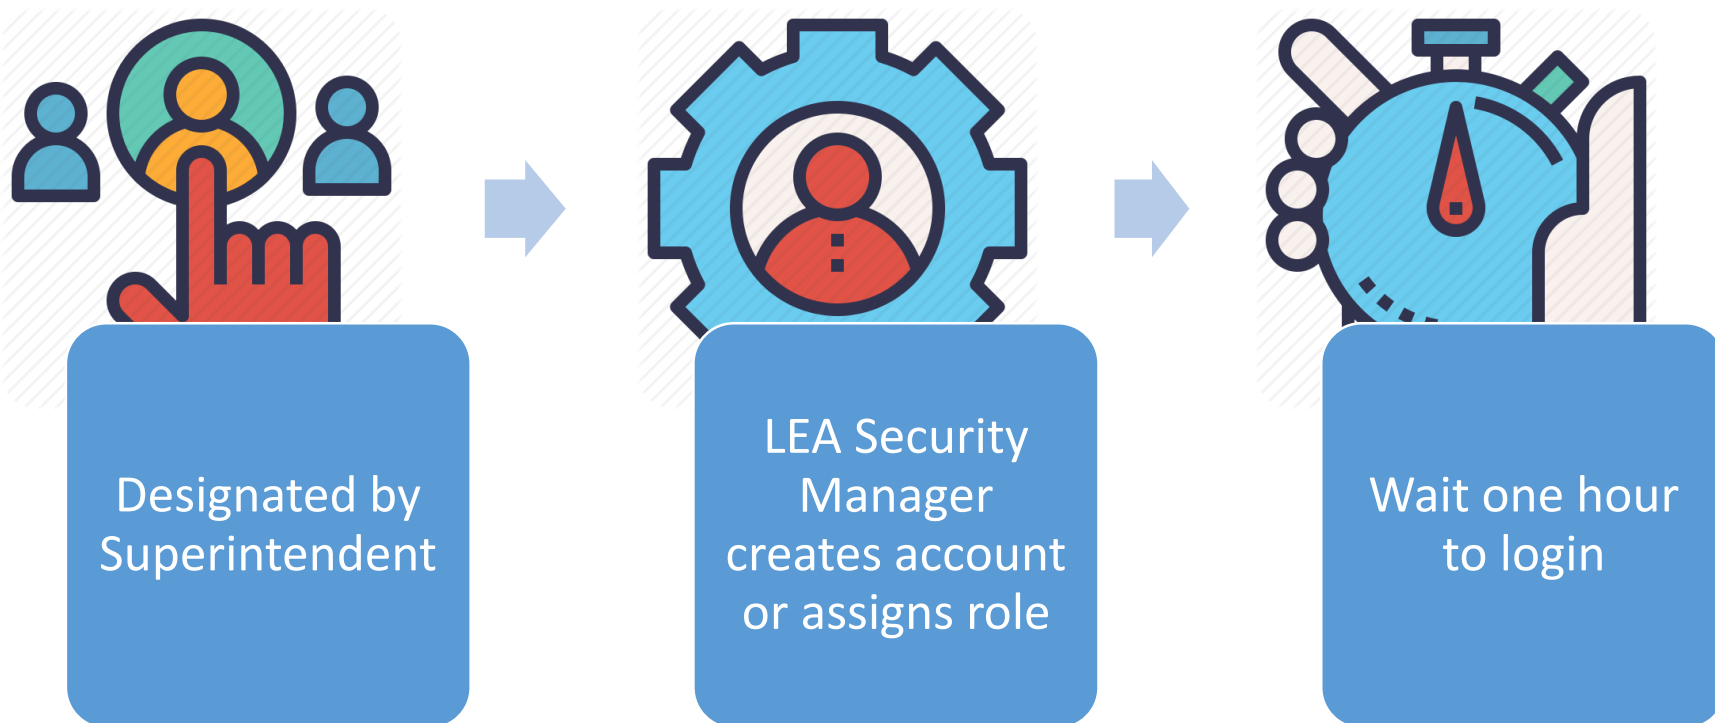 Designated by
Superintendent
LEA Security
Manager
creates account
or assigns role
Wait one hour
to login